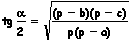 tg α/2 = √((p − b)(p − c)/p(p − a))